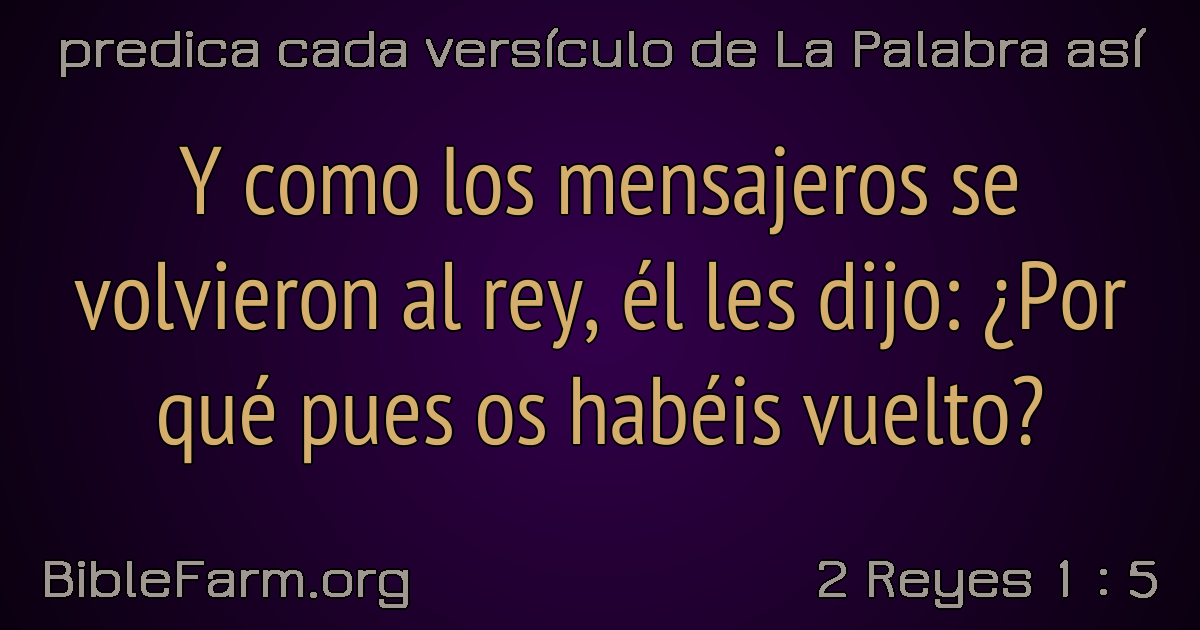 predica cada versículo de La Palabra así
Y como los mensajeros se
volvieron al rey, él les dijo: ¿Por
qué pues os habéis vuelto?
BibleFarm.org
2 Reyes 1 : 5